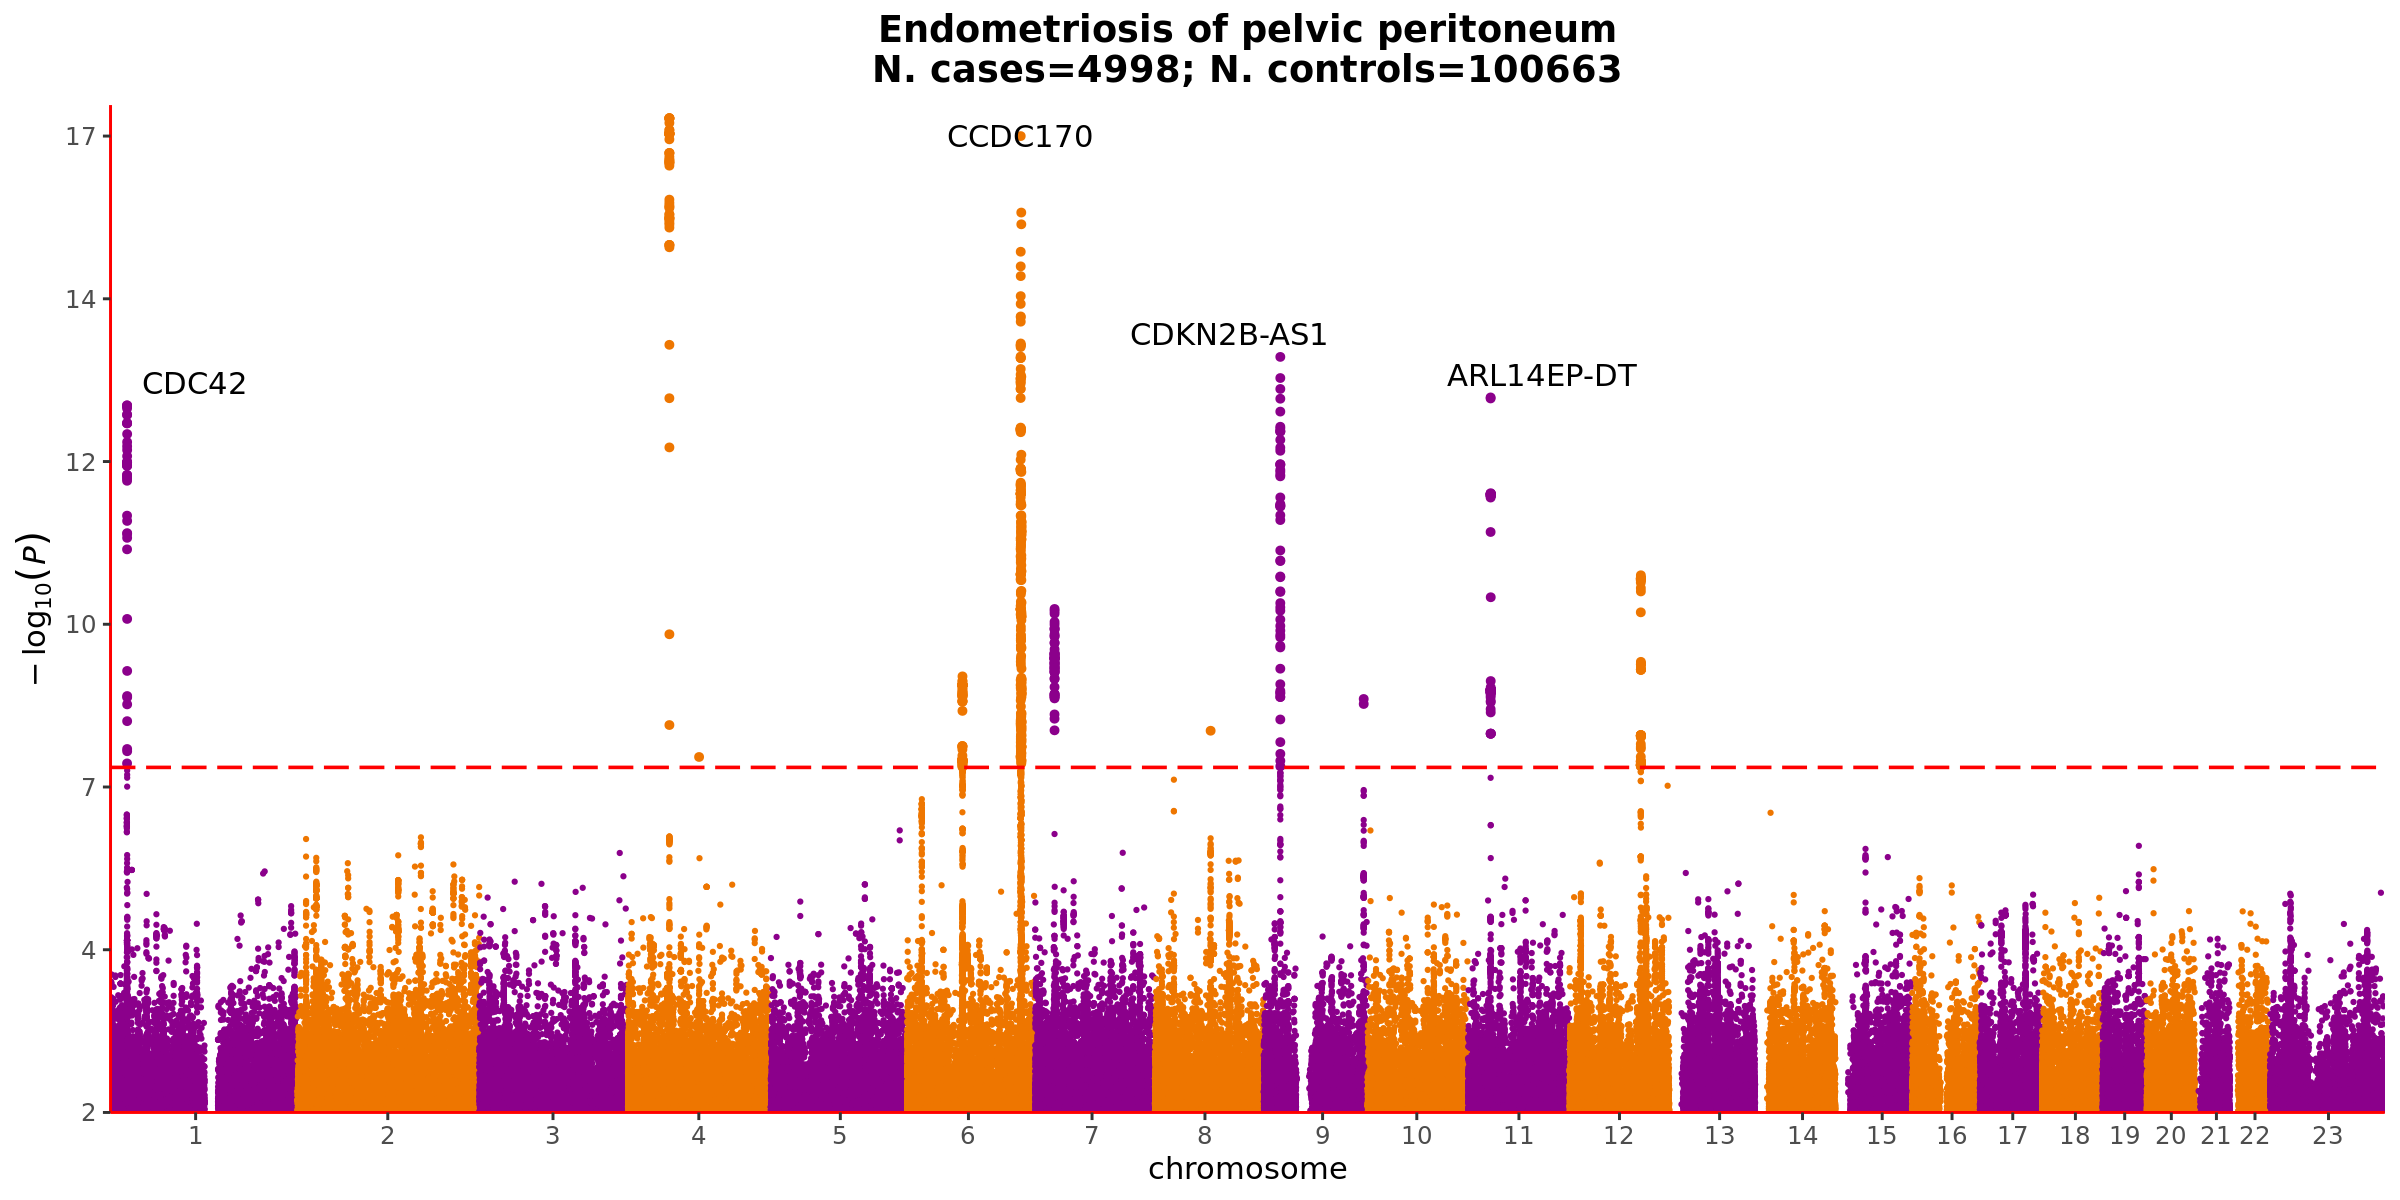 Endometriosis of pelvic peritoneum
N. cases=4998; N. controls=100663
17
14
12
10
7
4
2
−log10(P)
CCDC170
CDKN2B-AS1
ARL14EP-DT
CDC42
1 2 3 4 5 6 7 8 9 10 11 12 13 14 15 16 17 18 19 20 21 22 23
chromosome